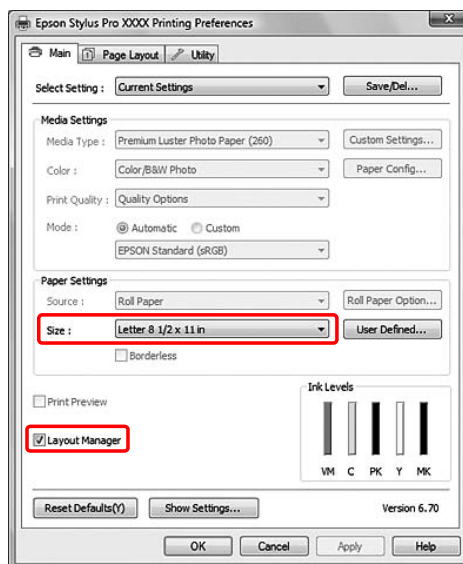 Epson Stylus Pro XXXX Printing Preferences
Main Page Layout Utility
Select Setting : Current Settings Save/Del...
Media Settings
Media Type : Premium Luster Photo Paper (260) Custom Settings...
Color : Color/B&W Photo Paper Config...
Print Quality : Quality Options
Mode : Automatic Custom
EPSON Standard (sRGB)
Paper Settings
Source : Roll Paper Roll Paper Option...
Size : Letter 8 1/2 x 11 in User Defined...
Borderless
Ink Levels
Print Preview
Layout Manager
VM C PK Y MK
Reset Defaults(Y) Show Settings... Version 6.70
OK Cancel Apply Help